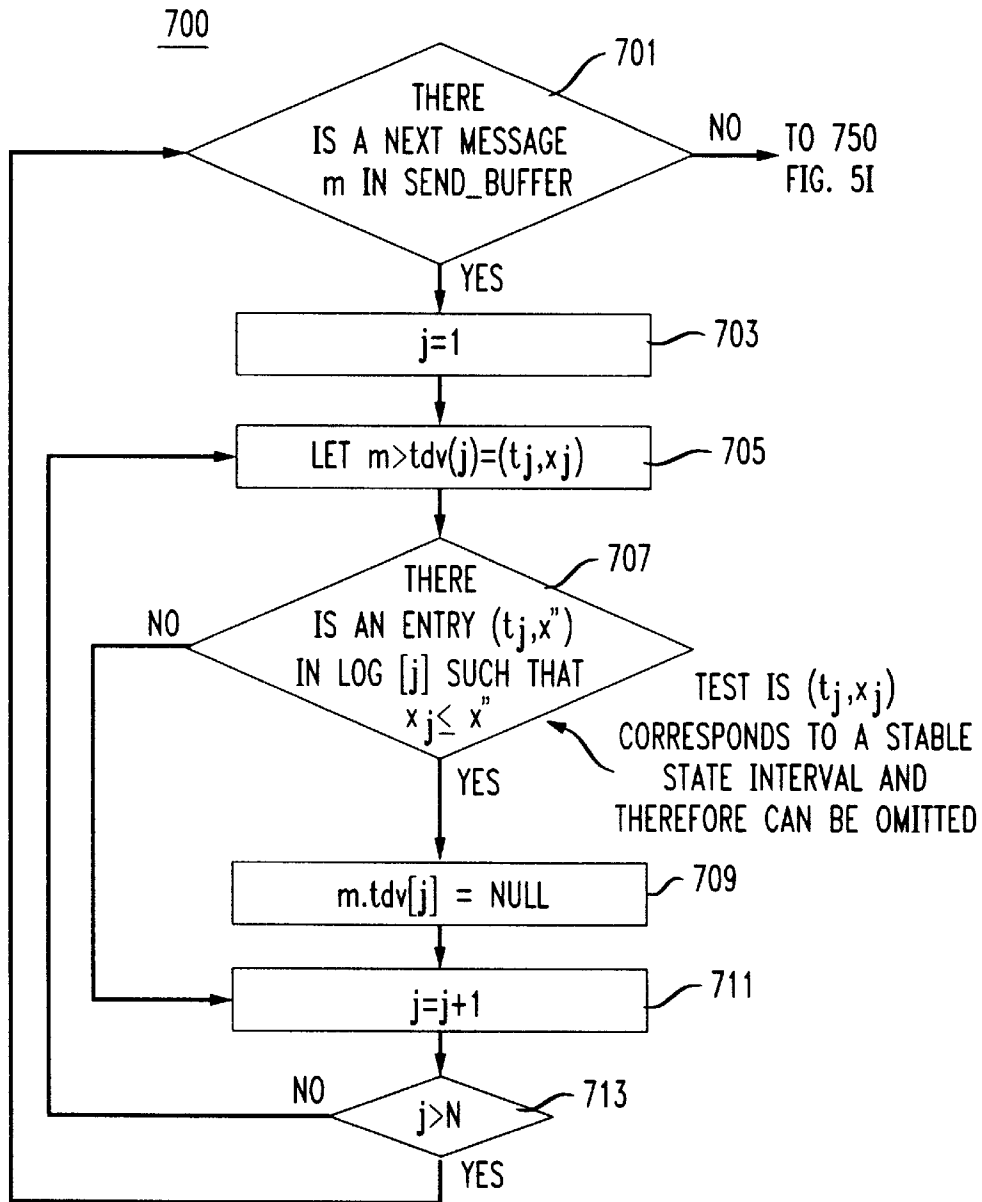 700
701
THERE
IS A NEXT MESSAGE
m IN SEND_BUFFER
NO
TO 750
FIG. 5I
YES
j=1
703
LET m>tdv(j)=(tj,xj)
705
707
THERE
IS AN ENTRY (tj,x")
IN LOG [j] SUCH THAT
xj≤ x"
NO
TEST IS (tj,xj)
CORRESPONDS TO A STABLE
STATE INTERVAL AND
THEREFORE CAN BE OMITTED
YES
m.tdv[j] = NULL
709
j=j+1
711
NO
j>N
713
YES